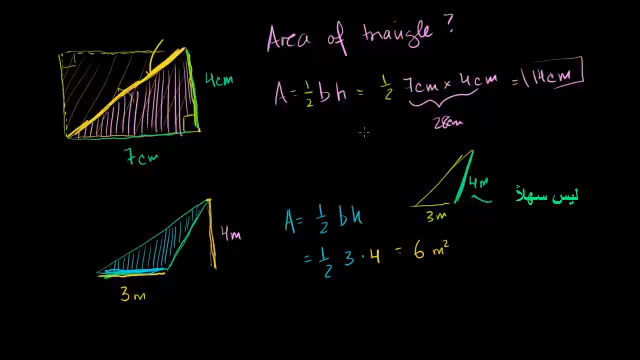 Area of triangle?
4cm
A = 1/2 b h = 1/2 7cm × 4cm = 14cm
28cm
7cm
4m
3m
ليس سهلاً
A = 1/2 b h
4m
= 1/2 3 · 4 = 6 m²
3m